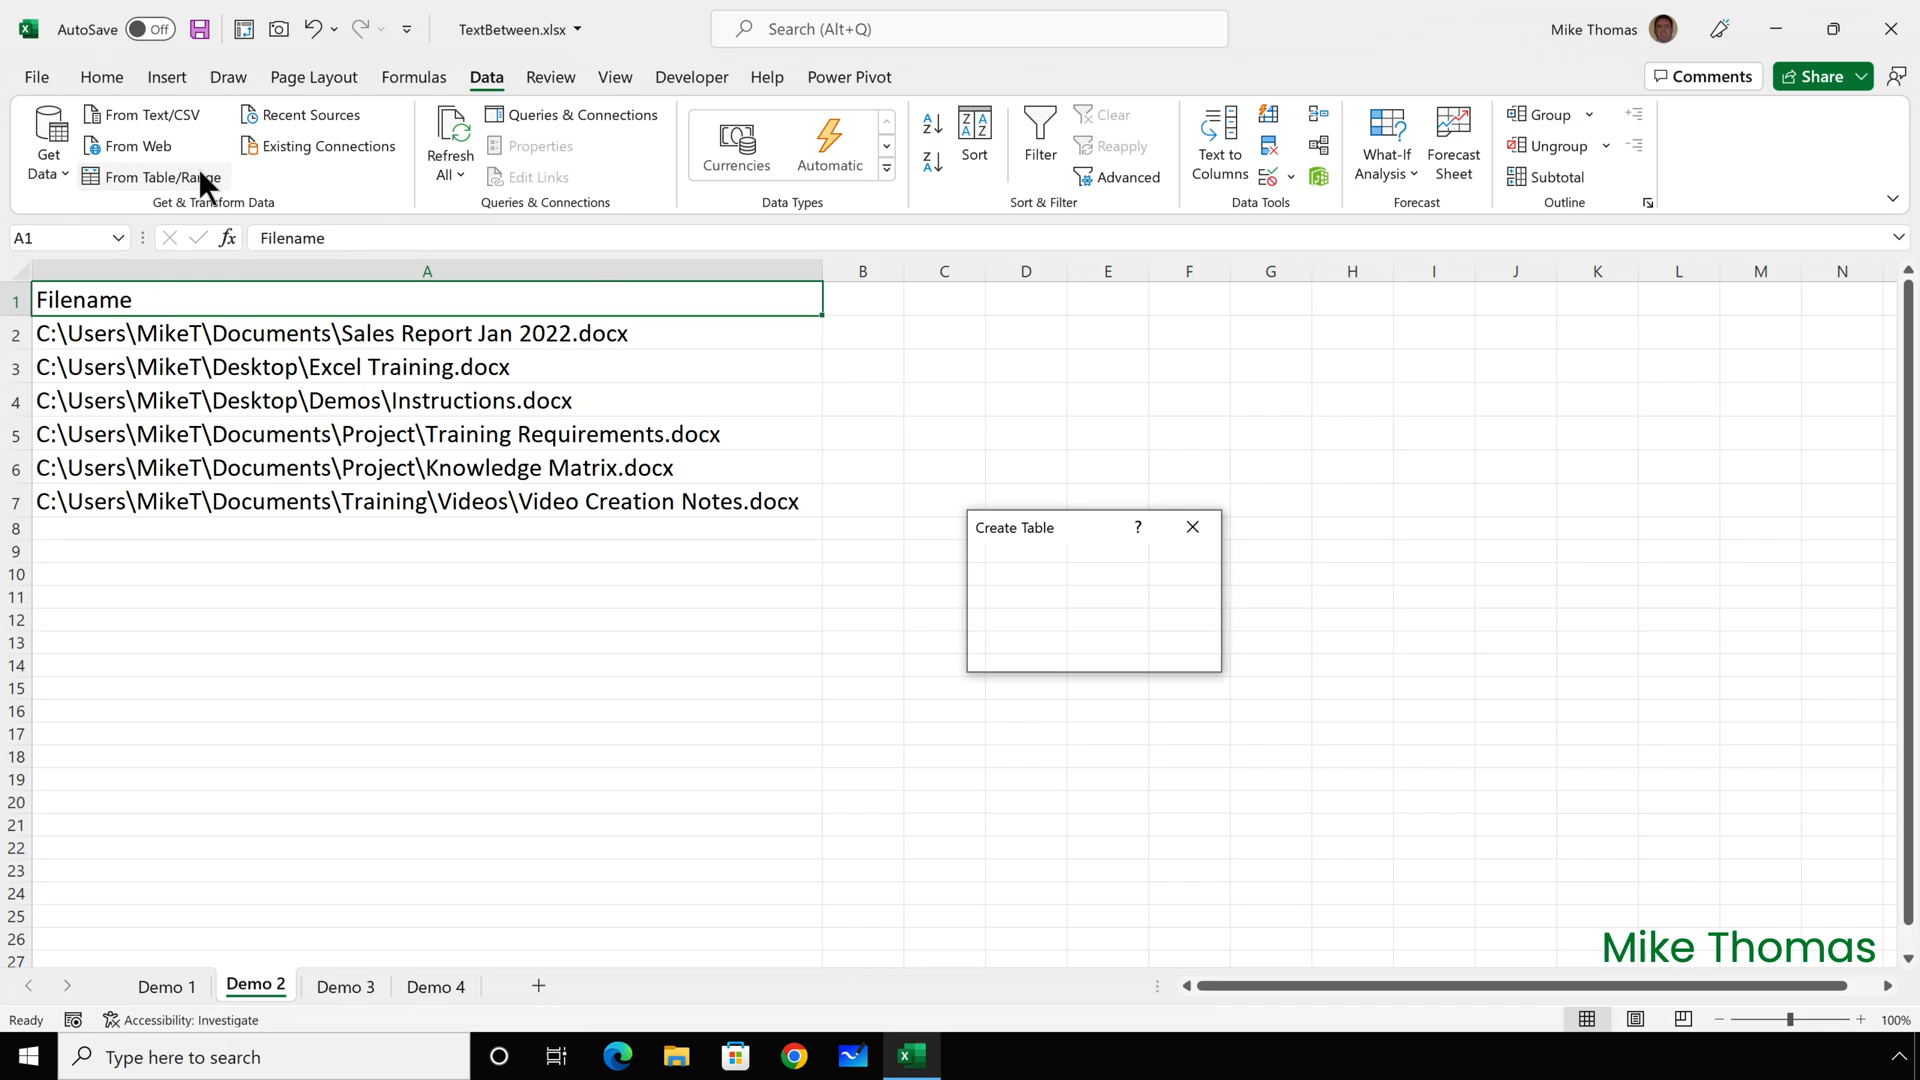 AutoSave Off TextBetween.xlsx Search (Alt+Q) Mike Thomas
File Home Insert Draw Page Layout Formulas Data Review View Developer Help Power Pivot Comments Share
Get Data
From Text/CSV
From Web
From Table/Range
Recent Sources
Existing Connections
Get & Transform Data
Refresh All
Queries & Connections
Properties
Edit Links
Queries & Connections
Currencies Automatic
Data Types
Sort
Filter
Clear
Reapply
Advanced
Sort & Filter
Text to Columns
Data Tools
What-If Analysis
Forecast Sheet
Forecast
Group
Ungroup
Subtotal
Outline
A1 fx Filename
A B C D E F G H I J K L M N
1 Filename
2 C:\Users\MikeT\Documents\Sales Report Jan 2022.docx
3 C:\Users\MikeT\Desktop\Excel Training.docx
4 C:\Users\MikeT\Desktop\Demos\Instructions.docx
5 C:\Users\MikeT\Documents\Project\Training Requirements.docx
6 C:\Users\MikeT\Documents\Project\Knowledge Matrix.docx
7 C:\Users\MikeT\Documents\Training\Videos\Video Creation Notes.docx
Create Table ?
8
9
10
11
12
13
14
15
16
17
18
19
20
21
22
23
24
25
26
27
Mike Thomas
Demo 1 Demo 2 Demo 3 Demo 4
Ready Accessibility: Investigate 100%
Type here to search